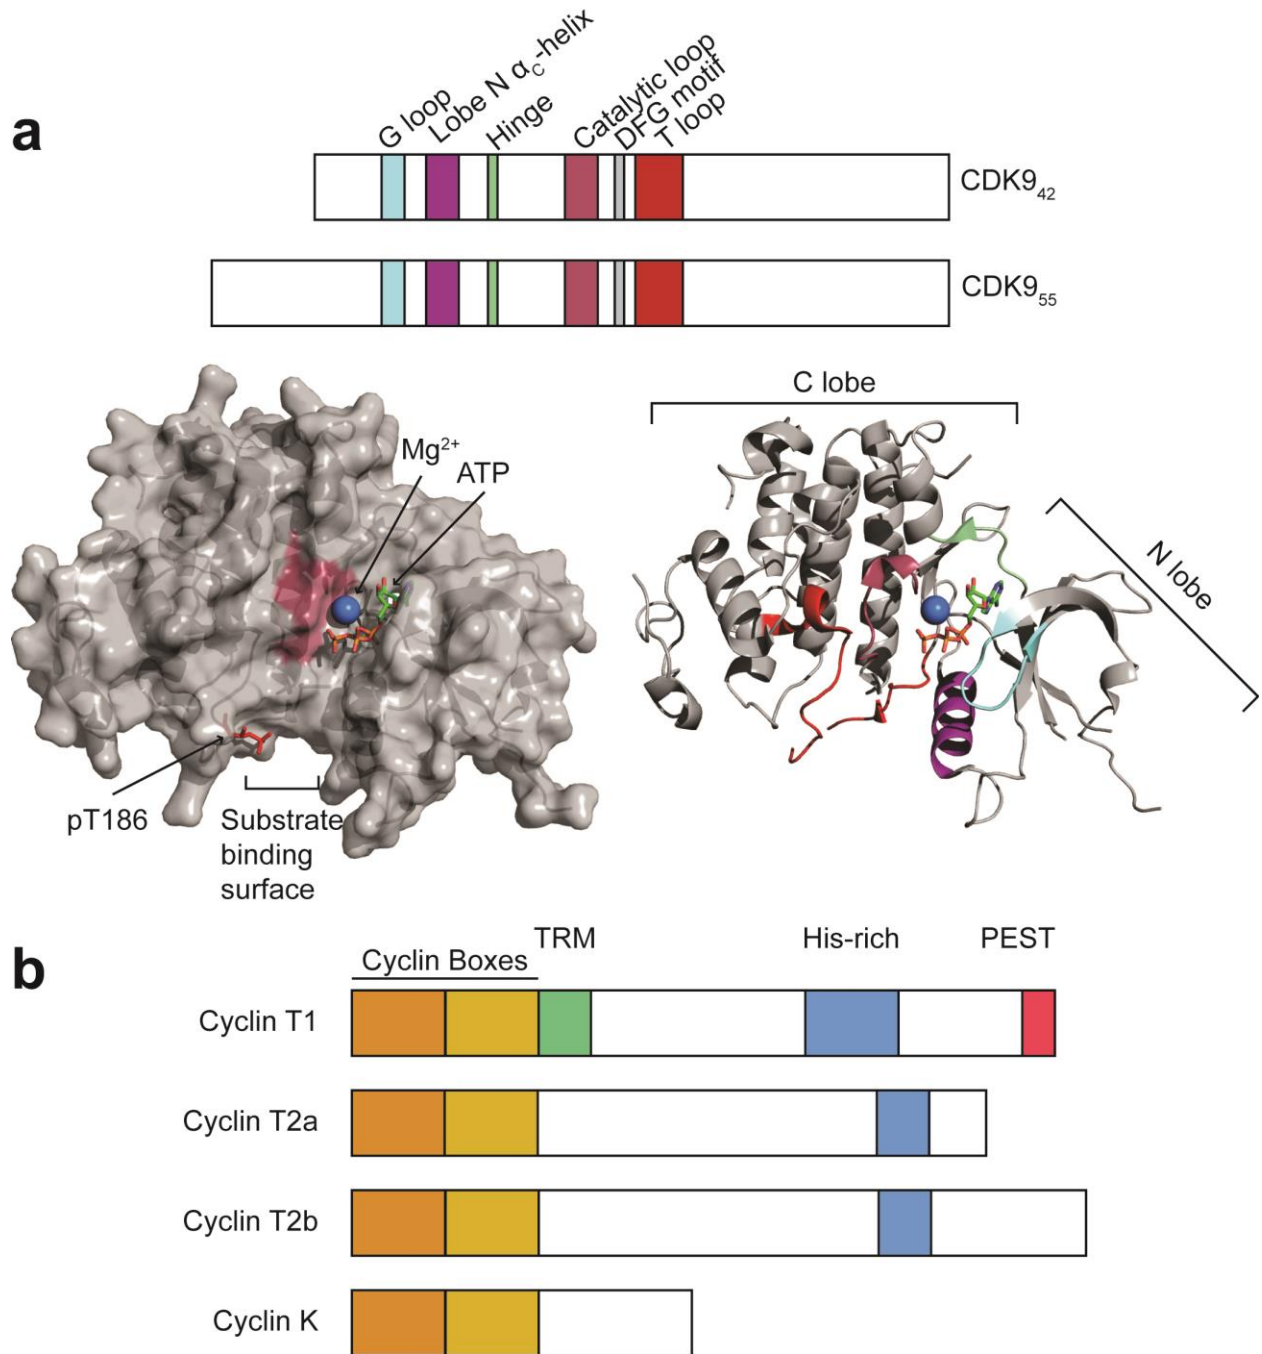 a
G loop
Lobe N αC-helix
Hinge
Catalytic loop
DFG motif
T loop
CDK942
CDK955
Mg2+
ATP
pT186
Substrate
binding
surface
C lobe
N lobe
b
Cyclin Boxes
TRM
His-rich
PEST
Cyclin T1
Cyclin T2a
Cyclin T2b
Cyclin K